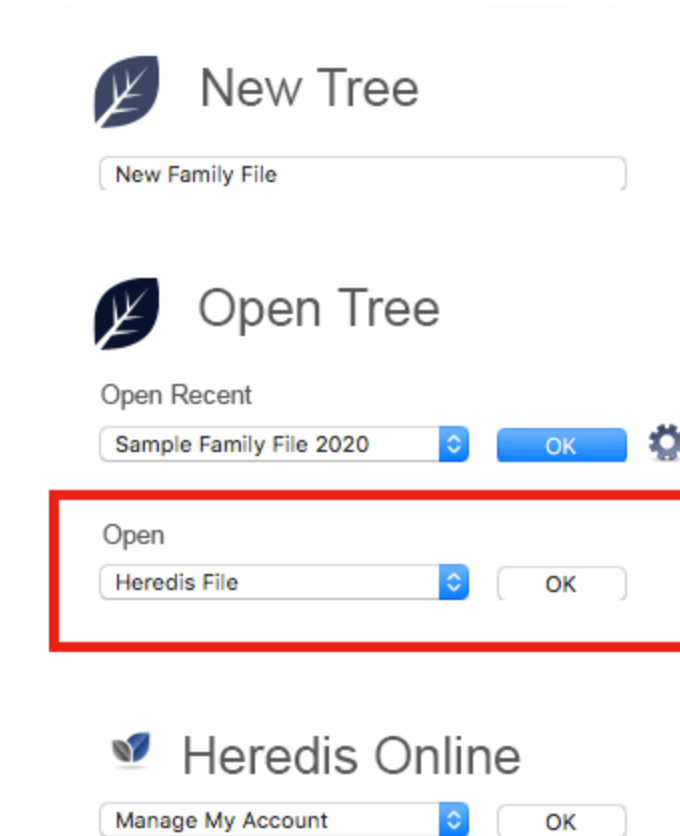 New Tree
New Family File
Open Tree
Open Recent
Sample Family File 2020 OK
Open
Heredis File OK
Heredis Online
Manage My Account OK